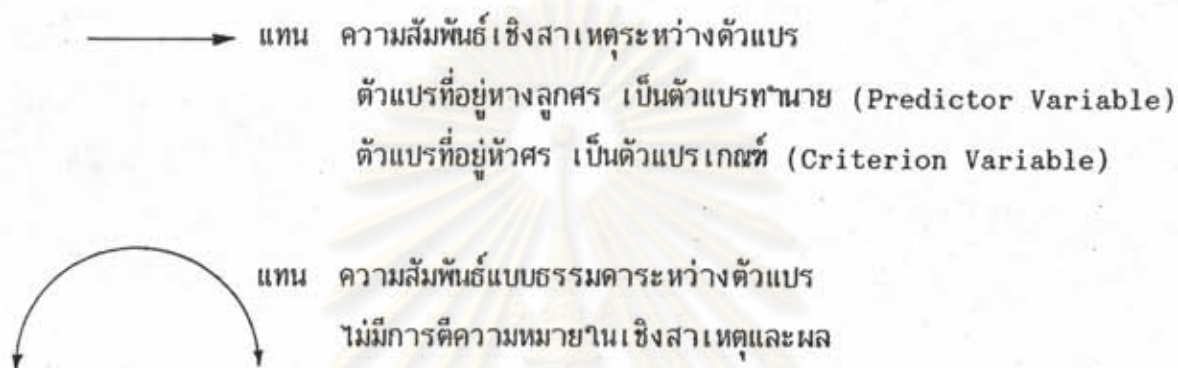 แทน ความสัมพันธ์เชิงสาเหตุระหว่างตัวแปร
ตัวแปรที่อยู่หางลูกศร เป็นตัวแปรทำนาย (Predictor Variable)
ตัวแปรที่อยู่หัวศร เป็นตัวแปรเกณฑ์ (Criterion Variable)
แทน ความสัมพันธ์แบบธรรมดาระหว่างตัวแปร
ไม่มีการตีความหมายในเชิงสาเหตุและผล